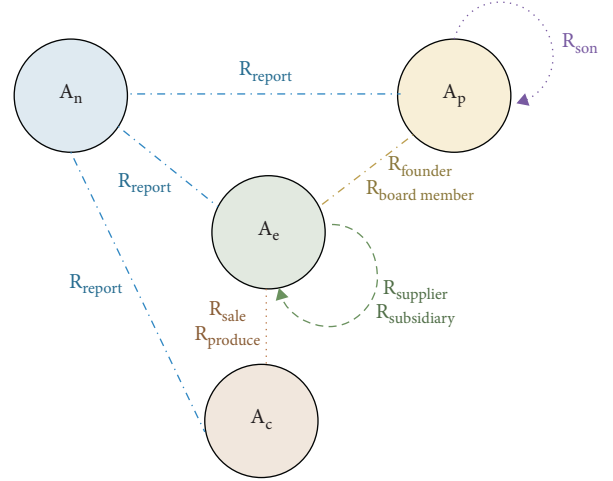 R_son
R_report
A_n
A_p
R_founder
R_report
R_board member
A_e
R_report
R_supplier
R_sale
R_subsidiary
R_produce
A_c